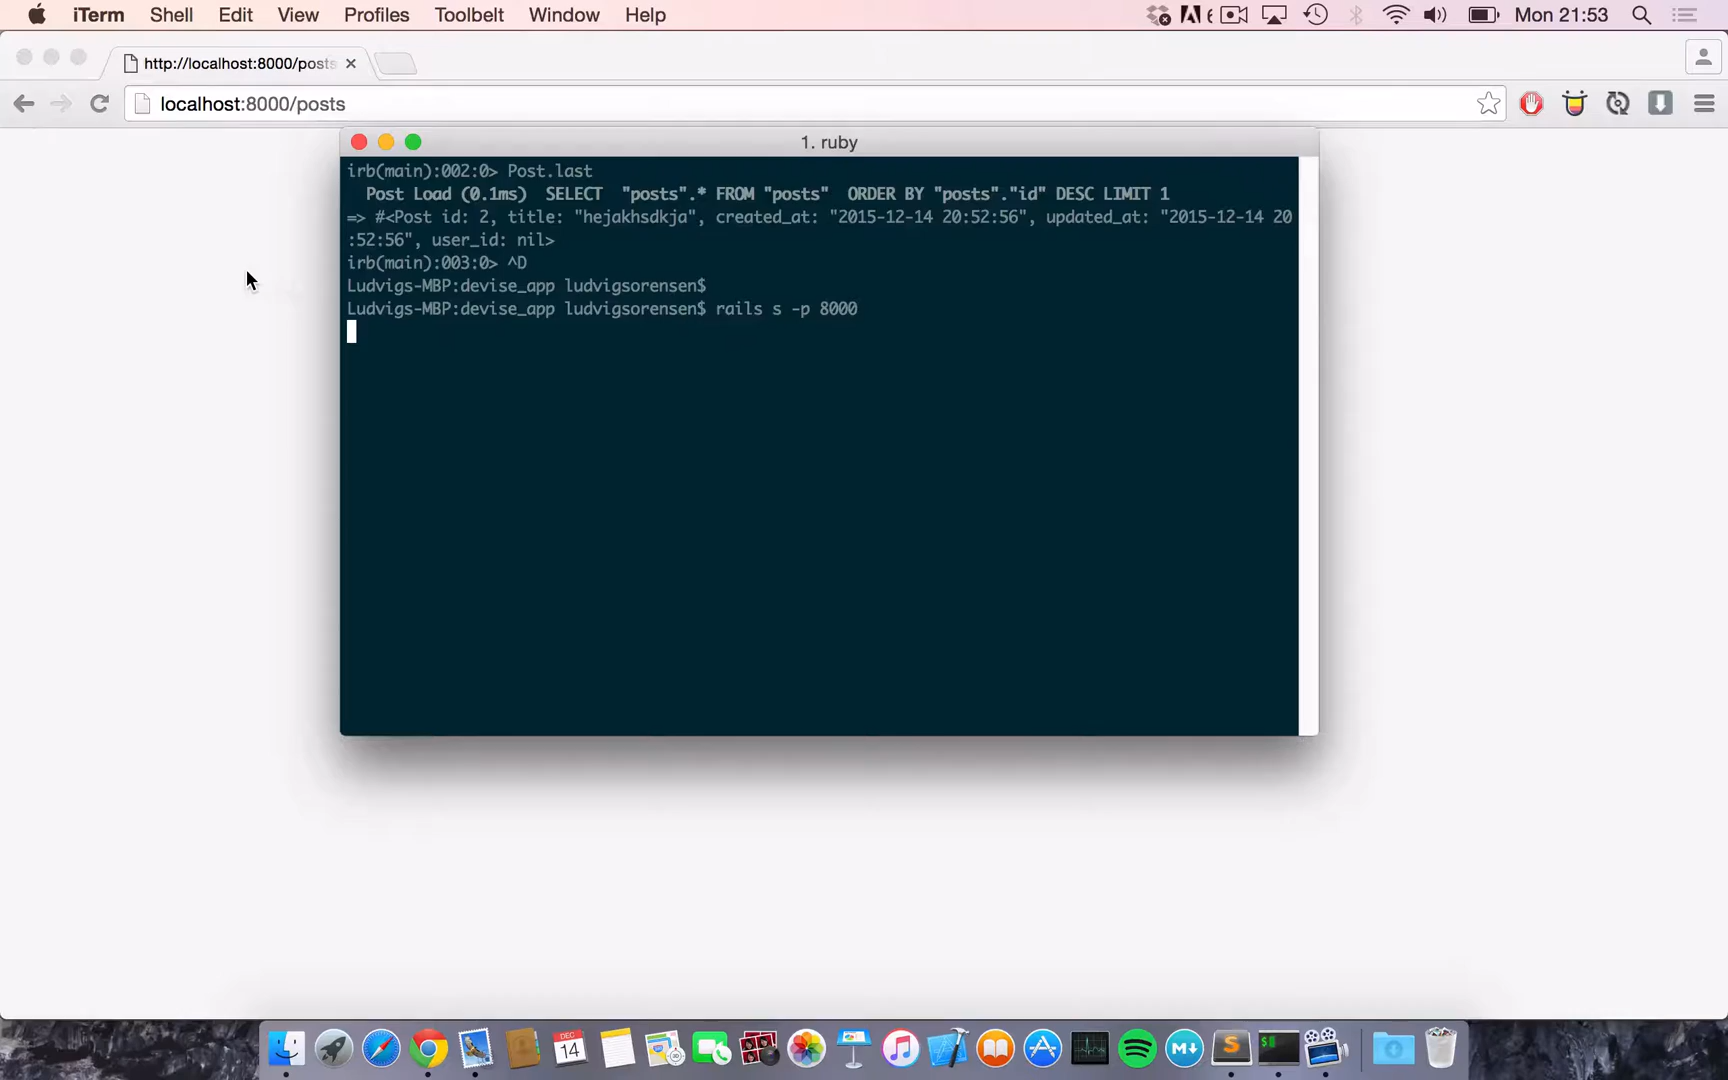 iTerm Shell Edit View Profiles Toolbelt Window Help
6 Mon 21:53
http://localhost:8000/posts
localhost:8000/posts
1. ruby
irb(main):002:0> Post.last
Post Load (0.1ms) SELECT "posts".* FROM "posts" ORDER BY "posts"."id" DESC LIMIT 1
=> #<Post id: 2, title: "hejakhsdkja", created_at: "2015-12-14 20:52:56", updated_at: "2015-12-14 20
:52:56", user_id: nil>
irb(main):003:0> ^D
Ludvigs-MBP:devise_app ludvigsorensen$
Ludvigs-MBP:devise_app ludvigsorensen$ rails s -p 8000
DEC
14